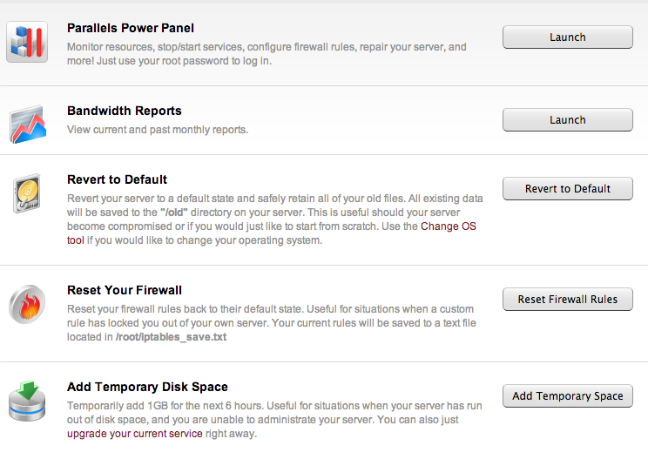 Parallels Power Panel
Monitor resources, stop/start services, configure firewall rules, repair your server, and
more! Just use your root password to log in.
Launch
Bandwidth Reports
View current and past monthly reports.
Launch
Revert to Default
Revert your server to a default state and safely retain all of your old files. All existing data
will be saved to the "/old" directory on your server. This is useful should your server
become compromised or if you would just like to start from scratch. Use the Change OS
tool if you would like to change your operating system.
Revert to Default
Reset Your Firewall
Reset your firewall rules back to their default state. Useful for situations when a custom
rule has locked you out of your own server. Your current rules will be saved to a text file
located in /root/iptables_save.txt
Reset Firewall Rules
Add Temporary Disk Space
Temporarily add 1GB for the next 6 hours. Useful for situations when your server has run
out of disk space, and you are unable to administrate your server. You can also just
upgrade your current service right away.
Add Temporary Space